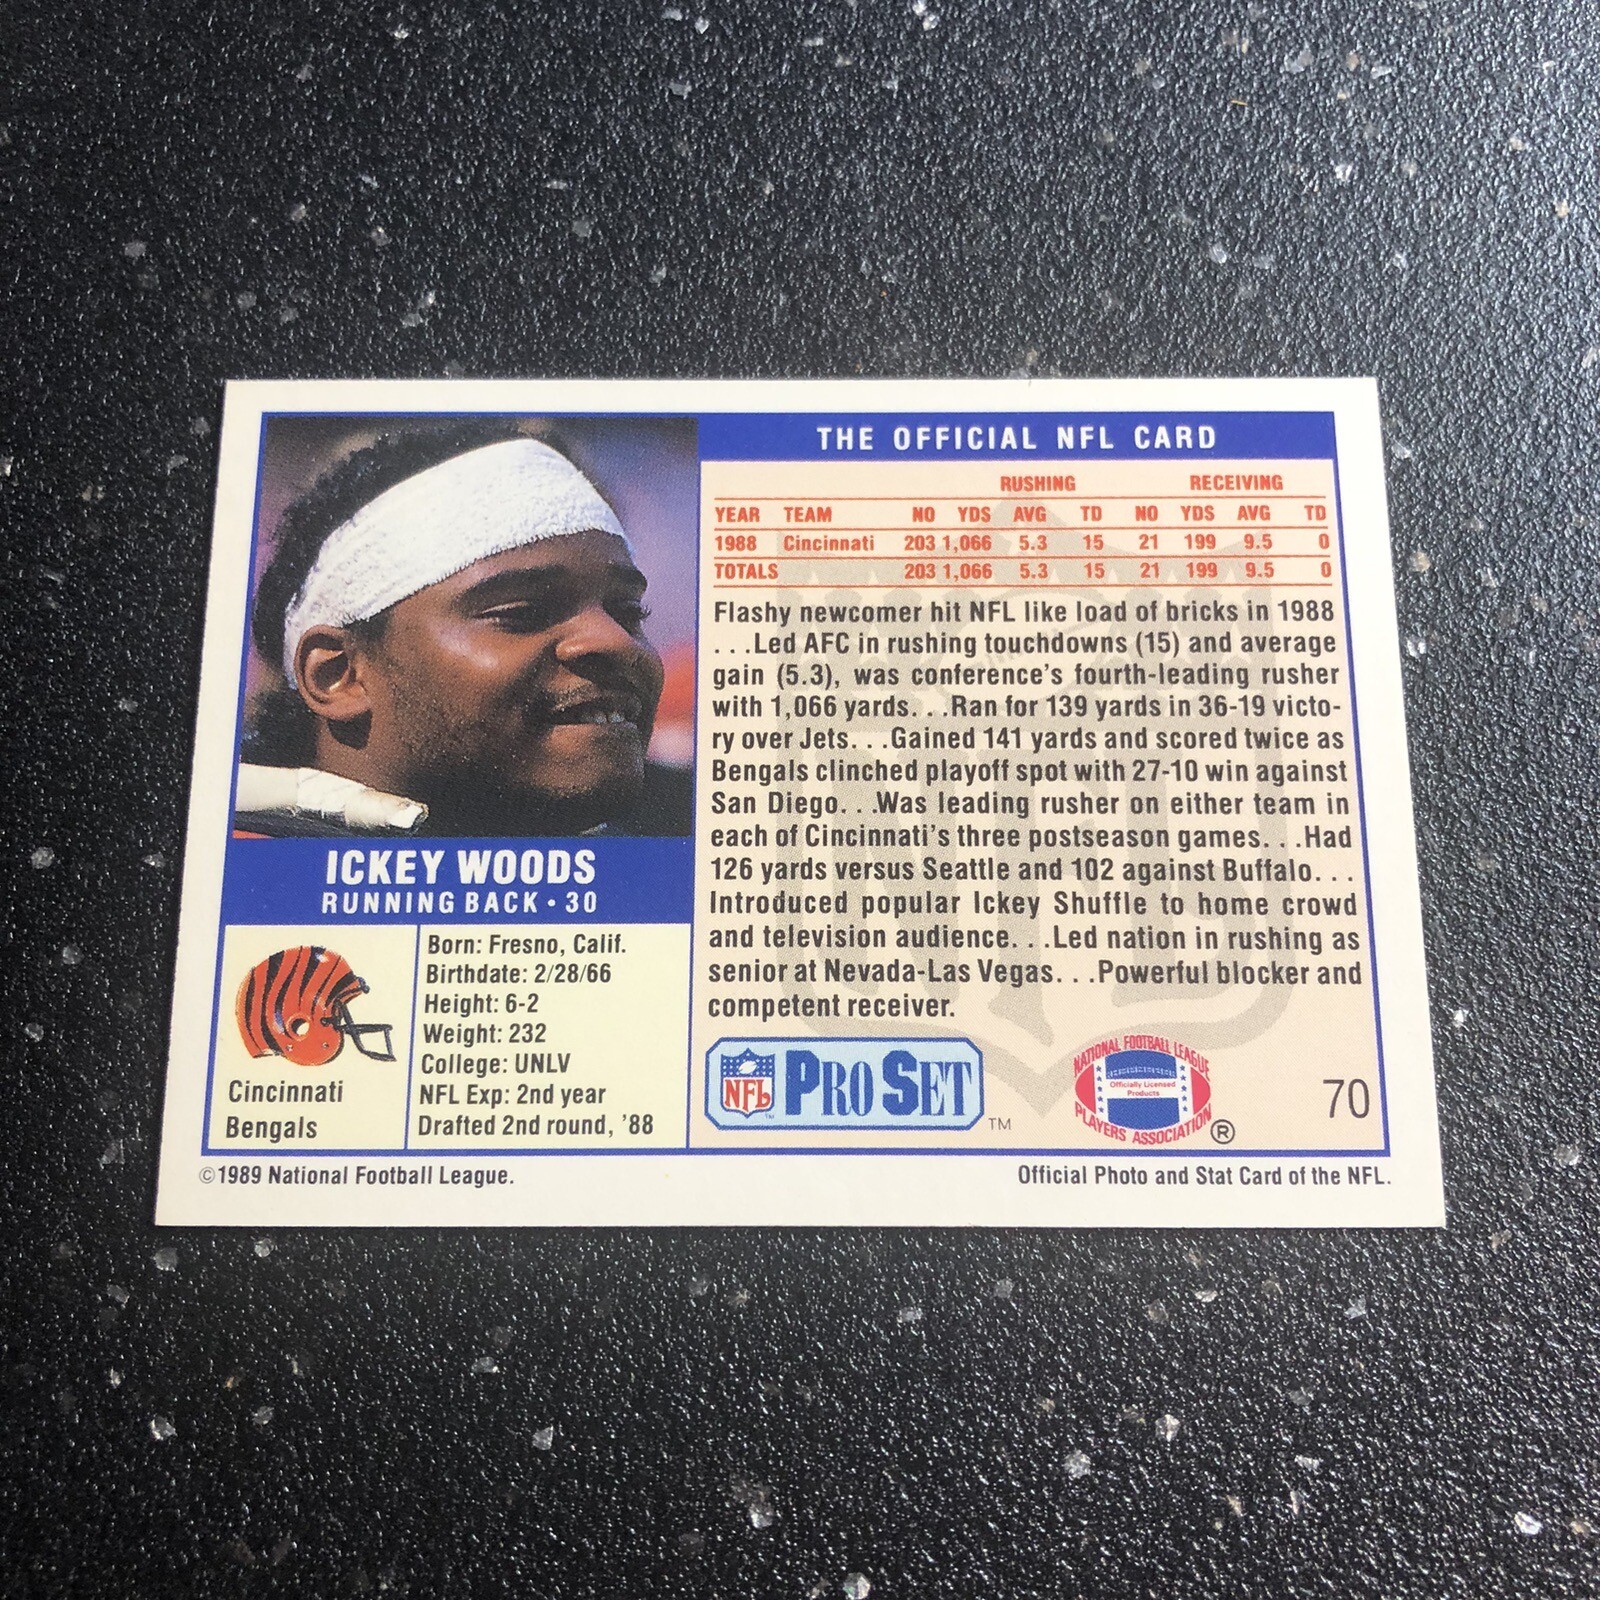 THE OFFICIAL NFL CARD
RUSHING RECEIVING
YEAR TEAM NO YDS AVG TD NO YDS AVG TD
1988 Cincinnati 203 1,066 5.3 15 21 199 9.5 0
TOTALS 203 1,066 5.3 15 21 199 9.5 0
Flashy newcomer hit NFL like load of bricks in 1988
...Led AFC in rushing touchdowns (15) and average
gain (5.3), was conference's fourth-leading rusher
with 1,066 yards...Ran for 139 yards in 36-19 victo-
ry over Jets...Gained 141 yards and scored twice as
Bengals clinched playoff spot with 27-10 win against
San Diego...Was leading rusher on either team in
each of Cincinnati's three postseason games...Had
126 yards versus Seattle and 102 against Buffalo...
Introduced popular Ickey Shuffle to home crowd
and television audience...Led nation in rushing as
senior at Nevada-Las Vegas...Powerful blocker and
competent receiver.
ICKEY WOODS
RUNNING BACK • 30
Cincinnati
Bengals
Born: Fresno, Calif.
Birthdate: 2/28/66
Height: 6-2
Weight: 232
College: UNLV
NFL Exp: 2nd year
Drafted 2nd round, '88
NFL PRO SET TM
NATIONAL FOOTBALL LEAGUE
Officially Licensed
Products
PLAYERS ASSOCIATION ®
70
©1989 National Football League.
Official Photo and Stat Card of the NFL.